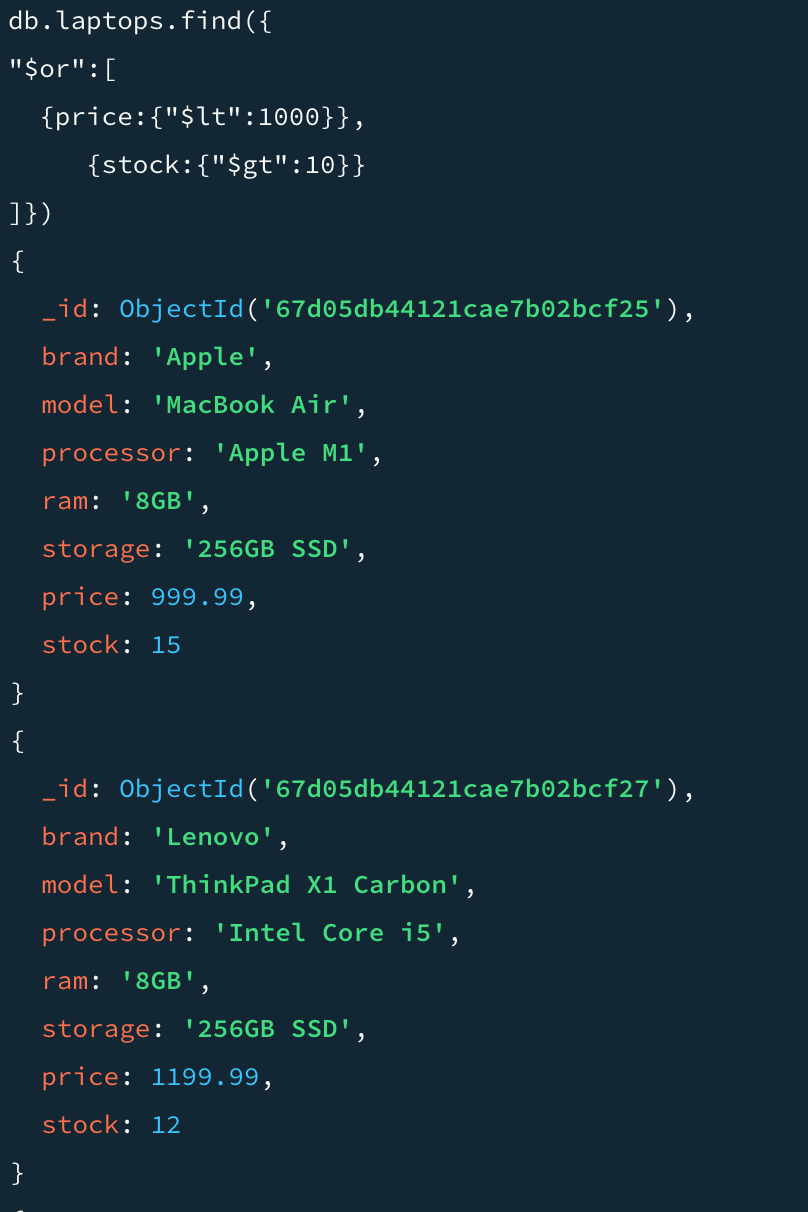 db.laptops.find({
"$or":[
  {price:{"$lt":1000}},
     {stock:{"$gt":10}}
]})
{
  _id: ObjectId('67d05db44121cae7b02bcf25'),
  brand: 'Apple',
  model: 'MacBook Air',
  processor: 'Apple M1',
  ram: '8GB',
  storage: '256GB SSD',
  price: 999.99,
  stock: 15
}
{
  _id: ObjectId('67d05db44121cae7b02bcf27'),
  brand: 'Lenovo',
  model: 'ThinkPad X1 Carbon',
  processor: 'Intel Core i5',
  ram: '8GB',
  storage: '256GB SSD',
  price: 1199.99,
  stock: 12
}